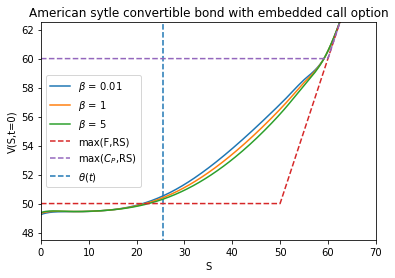 American sytle convertible bond with embedded call option
62
60
58
56
54
52
50
48
V(S,t=0)
β = 0.01
β = 1
β = 5
max(F,RS)
max(C_P,RS)
θ(t)
0 10 20 30 40 50 60 70
S